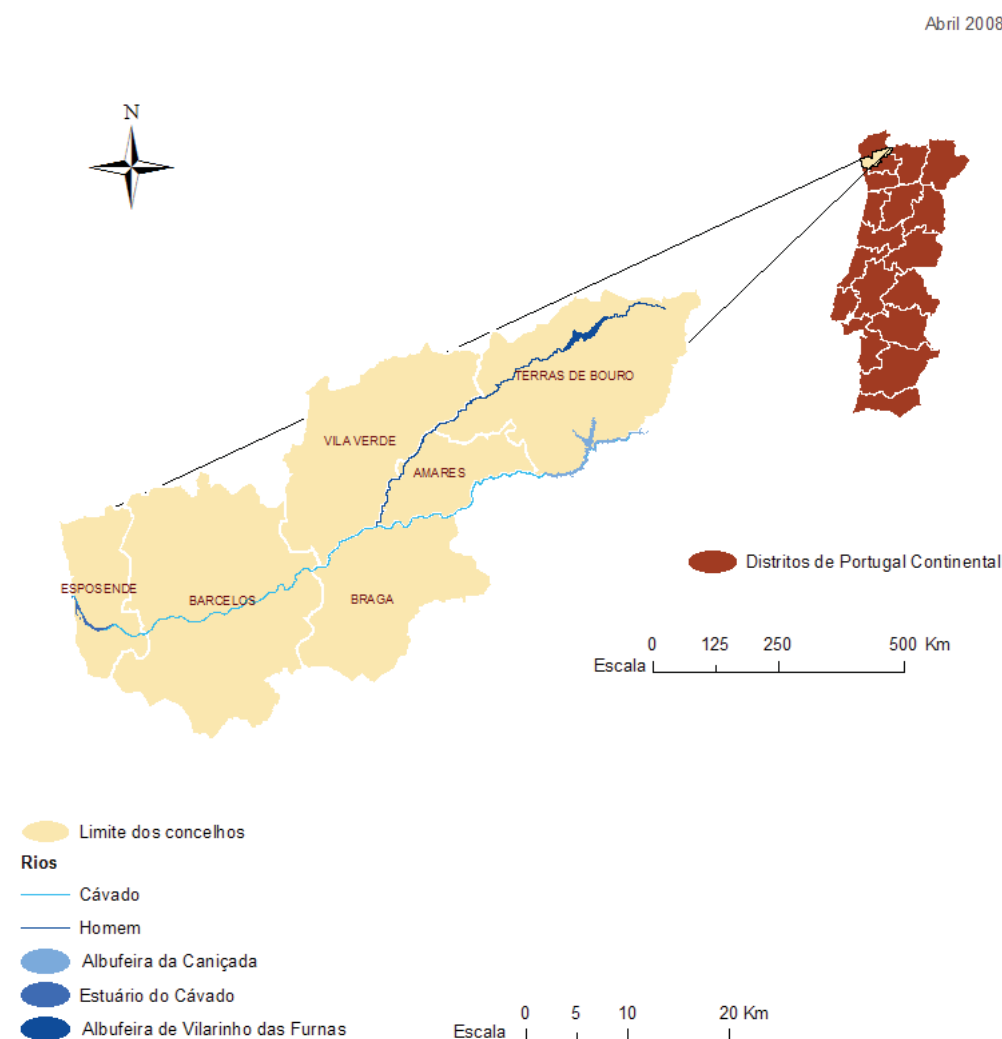 Abril 2008
N
TERRAS DE BOURO
VILA VERDE
AMARES
ESPOSENDE
BARCELOS
BRAGA
Distritos de Portugal Continental
0 125 250 500 Km
Escala
Limite dos concelhos
Rios
Cávado
Homem
Albufeira da Caniçada
Estuário do Cávado
Albufeira de Vilarinho das Furnas
0 5 10 20 Km
Escala